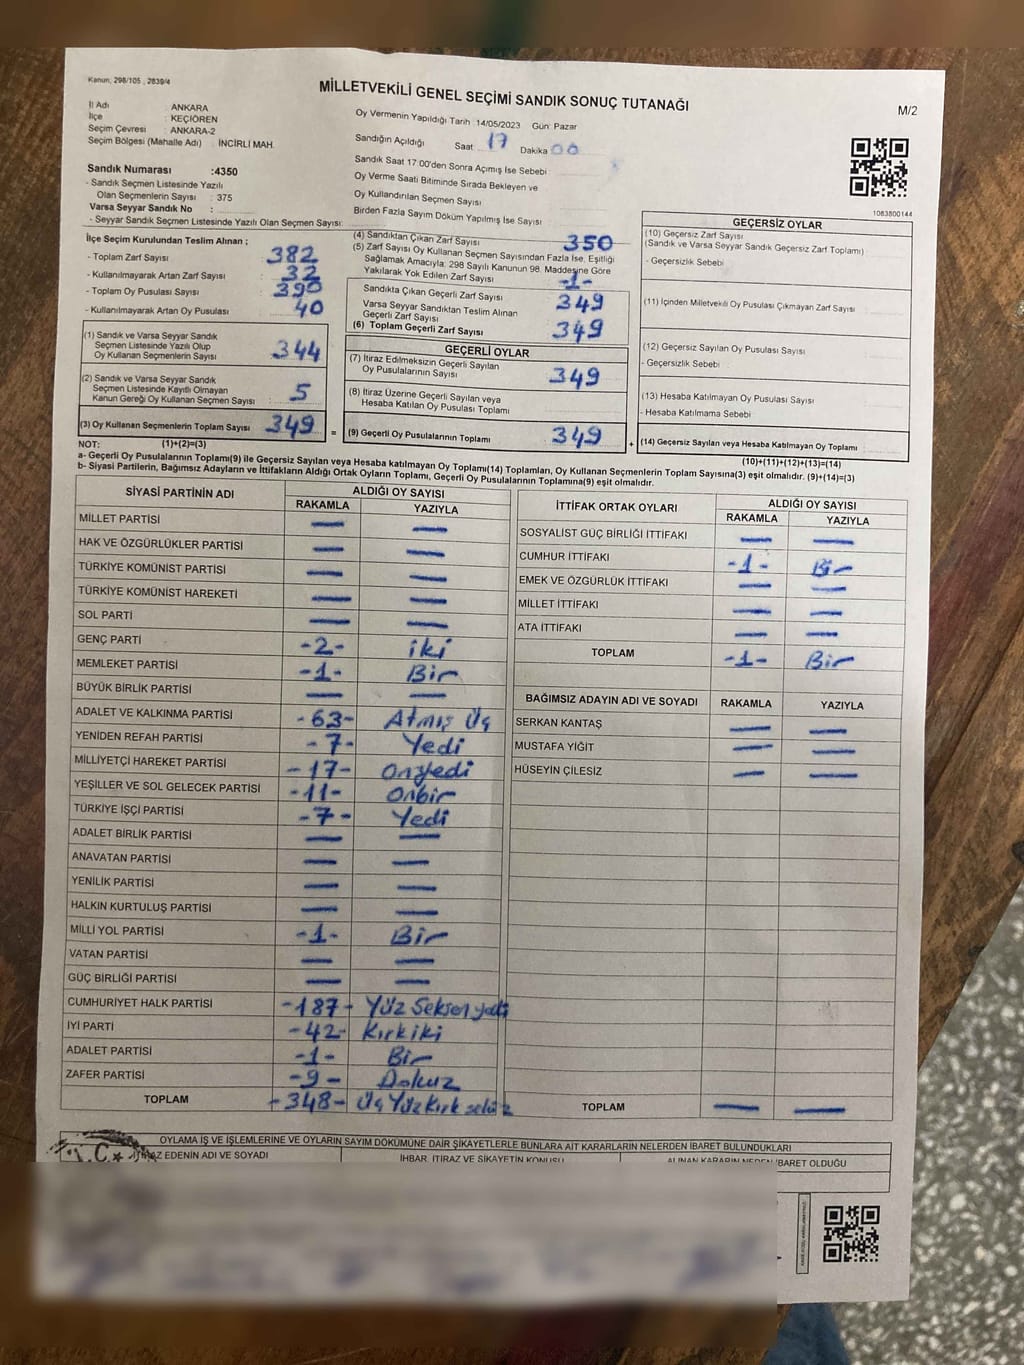 Kanun, 298/105 , 2839/4
MİLLETVEKİLİ GENEL SEÇİMİ SANDIK SONUÇ TUTANAĞI
M/2
İl Adı : ANKARA
İlçe : KEÇİÖREN
Seçim Çevresi : ANKARA-2
Seçim Bölgesi (Mahalle Adı) : İNCİRLİ MAH.
Sandık Numarası :4350
- Sandık Seçmen Listesinde Yazılı
Olan Seçmenlerin Sayısı : 375
Varsa Seyyar Sandık No :
- Seyyar Sandık Seçmen Listesinde Yazılı Olan Seçmen Sayısı:
Oy Vermenin Yapıldığı Tarih :14/05/2023 Gün: Pazar
Sandığın Açıldığı Saat 17 Dakika 00
Sandık Saat 17:00'den Sonra Açmış İse Sebebi :
Oy Verme Saati Bitiminde Sırada Bekleyen ve
Oy Kullandırılan Seçmen Sayısı :
Birden Fazla Sayım Döküm Yapılmış İse Sayısı :
1083800144
İlçe Seçim Kurulundan Teslim Alınan ;
- Toplam Zarf Sayısı : 382
- Kullanılmayarak Artan Zarf Sayısı : 32
- Toplam Oy Pusulası Sayısı : 390
- Kullanılmayarak Artan Oy Pusulası : 40
(1) Sandık ve Varsa Seyyar Sandık
Seçmen Listesinde Yazılı Olup
Oy Kullanan Seçmenlerin Sayısı : 344
(2) Sandık ve Varsa Seyyar Sandık
Seçmen Listesinde Kayıtlı Olmayan
Kanun Gereği Oy Kullanan Seçmen Sayısı : 5
(3) Oy Kullanan Seçmenlerin Toplam Sayısı : 349
(4) Sandıktan Çıkan Zarf Sayısı : 350
(5) Zarf Sayısı Oy Kullanan Seçmen Sayısından Fazla İse, Eşitliği
Sağlamak Amacıyla; 298 Sayılı Kanunun 98. Maddesine Göre
Yakılarak Yok Edilen Zarf Sayısı : -1-
Sandıkta Çıkan Geçerli Zarf Sayısı : 349
Varsa Seyyar Sandıktan Teslim Alınan
Geçerli Zarf Sayısı
(6) Toplam Geçerli Zarf Sayısı : 349
GEÇERLİ OYLAR
(7) İtiraz Edilmeksizin Geçerli Sayılan
Oy Pusulalarının Sayısı : 349
(8) İtiraz Üzerine Geçerli Sayılan veya
Hesaba Katılan Oy Pusulası Toplamı :
= (9) Geçerli Oy Pusulalarının Toplamı : 349
GEÇERSİZ OYLAR
(10) Geçersiz Zarf Sayısı
(Sandık ve Varsa Seyyar Sandık Geçersiz Zarf Toplamı) :
- Geçersizlik Sebebi :
(11) İçinden Milletvekili Oy Pusulası Çıkmayan Zarf Sayısı :
(12) Geçersiz Sayılan Oy Pusulası Sayısı :
- Geçersizlik Sebebi :
(13) Hesaba Katılmayan Oy Pusulası Sayısı :
- Hesaba Katılmama Sebebi :
+ (14) Geçersiz Sayılan veya Hesaba Katılmayan Oy Toplamı :
NOT: (1)+(2)=(3) (10)+(11)+(12)+(13)=(14)
a- Geçerli Oy Pusulalarının Toplamı(9) ile Geçersiz Sayılan veya Hesaba katılmayan Oy Toplamı(14) Toplamları, Oy Kullanan Seçmenlerin Toplam Sayısına(3) eşit olmalıdır. (9)+(14)=(3)
b- Siyasi Partilerin, Bağımsız Adayların ve İttifakların Aldığı Ortak Oyların Toplamı, Geçerli Oy Pusulalarının Toplamına(9) eşit olmalıdır.
SİYASİ PARTİNİN ADI ALDIĞI OY SAYISI
RAKAMLA YAZIYLA
MİLLET PARTİSİ — —
HAK VE ÖZGÜRLÜKLER PARTİSİ — —
TÜRKİYE KOMÜNİST PARTİSİ — —
TÜRKİYE KOMÜNİST HAREKETİ — —
SOL PARTİ — —
GENÇ PARTİ -2- iki
MEMLEKET PARTİSİ -1- Bir
BÜYÜK BİRLİK PARTİSİ — —
ADALET VE KALKINMA PARTİSİ -63- Atmış Üç
YENİDEN REFAH PARTİSİ -7- Yedi
MİLLİYETÇİ HAREKET PARTİSİ -17- Onyedi
YEŞİLLER VE SOL GELECEK PARTİSİ -11- Onbir
TÜRKİYE İŞÇİ PARTİSİ -7- Yedi
ADALET BİRLİK PARTİSİ — —
ANAVATAN PARTİSİ — —
YENİLİK PARTİSİ — —
HALKIN KURTULUŞ PARTİSİ — —
MİLLİ YOL PARTİSİ -1- Bir
VATAN PARTİSİ — —
GÜÇ BİRLİĞİ PARTİSİ — —
CUMHURİYET HALK PARTİSİ -187- Yüz Seksen yedi
İYİ PARTİ -42- Kırkiki
ADALET PARTİSİ -1- Bir
ZAFER PARTİSİ -9- Dokuz
TOPLAM -348- Üç Yüz Kırk sekiz
İTTİFAK ORTAK OYLARI ALDIĞI OY SAYISI
RAKAMLA YAZIYLA
SOSYALİST GÜÇ BİRLİĞİ İTTİFAKI — —
CUMHUR İTTİFAKI -1- Bir
EMEK VE ÖZGÜRLÜK İTTİFAKI — —
MİLLET İTTİFAKI — —
ATA İTTİFAKI — —
TOPLAM -1- Bir
BAĞIMSIZ ADAYIN ADI VE SOYADI RAKAMLA YAZIYLA
SERKAN KANTAŞ — —
MUSTAFA YİĞİT — —
HÜSEYİN ÇİLESİZ — —
TOPLAM — —
OYLAMA İŞ VE İŞLEMLERİNE VE OYLARIN SAYIM DÖKÜMÜNE DAİR ŞİKAYETLERLE BUNLARA AİT KARARLARIN NELERDEN İBARET BULUNDUKLARI
İTİRAZ EDENİN ADI VE SOYADI İHBAR, İTİRAZ VE ŞİKAYETİN KONUSU ALINAN KARARIN NEDEN İBARET OLDUĞU
T.C.